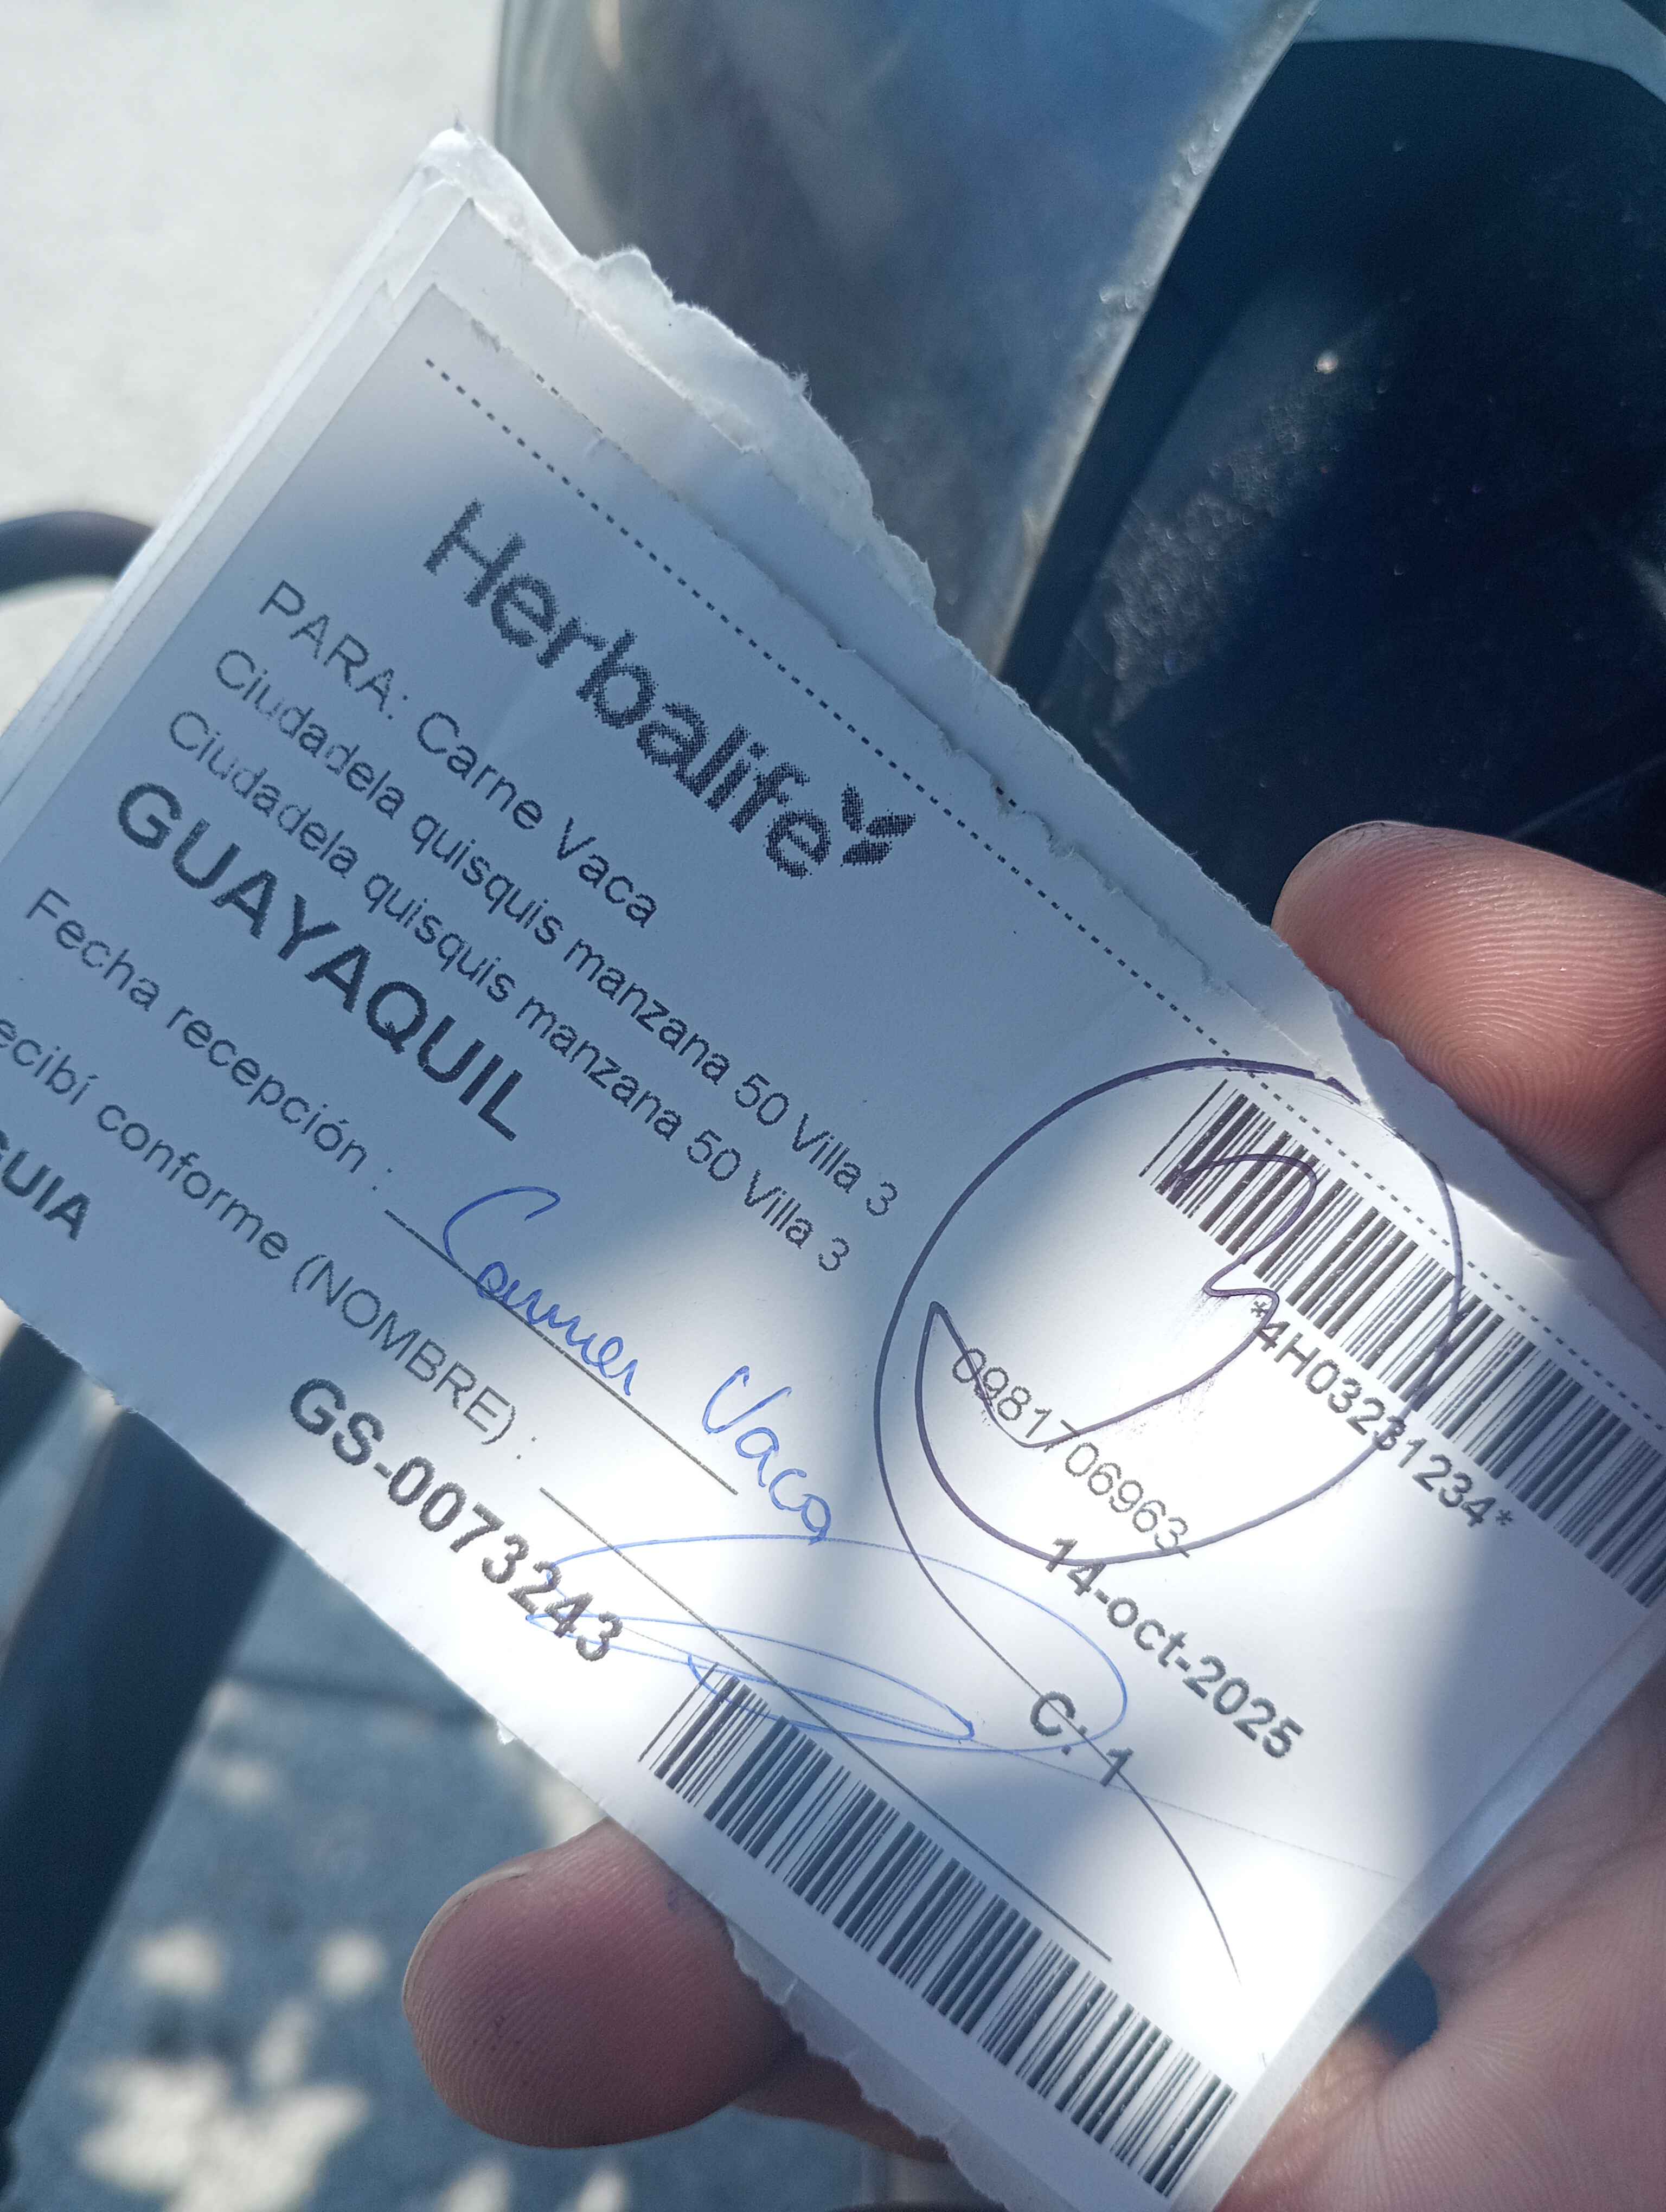 Herbalife
PARA: Carne Vaca
Ciudadela quisquis manzana 50 Villa 3
Ciudadela quisquis manzana 50 Villa 3
GUAYAQUIL
*4H03231234*
0981706963
14-oct-2025
C: 1
Fecha recepción :
Carmen Vaca
ecibí conforme (NOMBRE) :
GUIA
GS-0073243